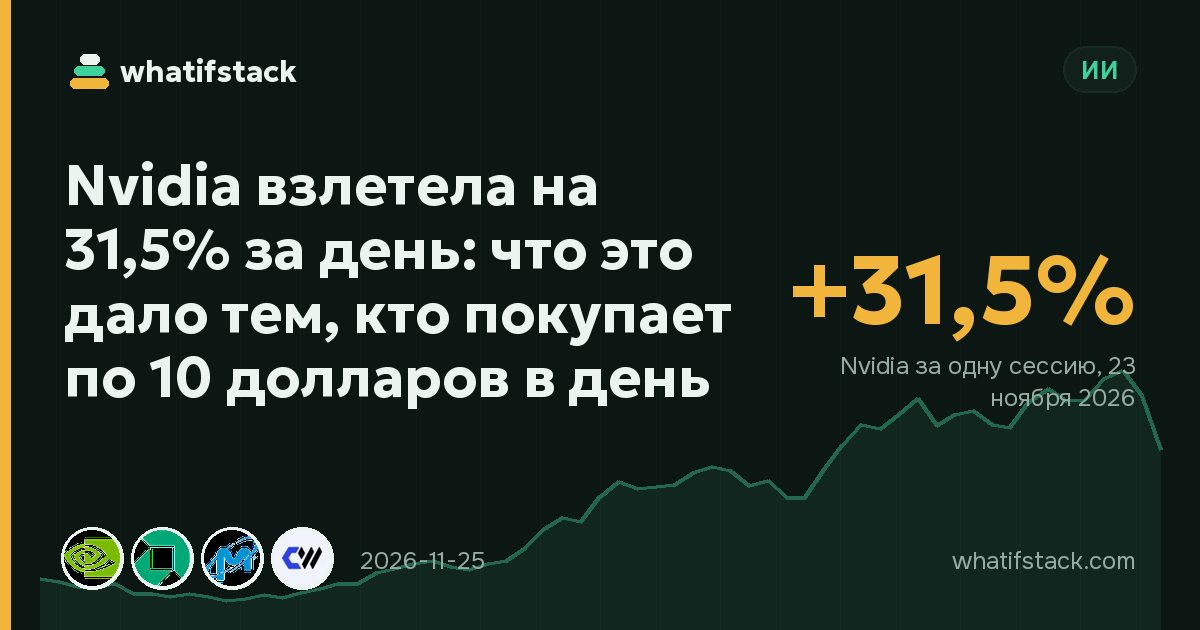 whatifstack
ИИ
Nvidia взлетела на
31,5% за день: что это
дало тем, кто покупает
по 10 долларов в день
+31,5%
Nvidia за одну сессию, 23
ноября 2026
2026-11-25
whatifstack.com